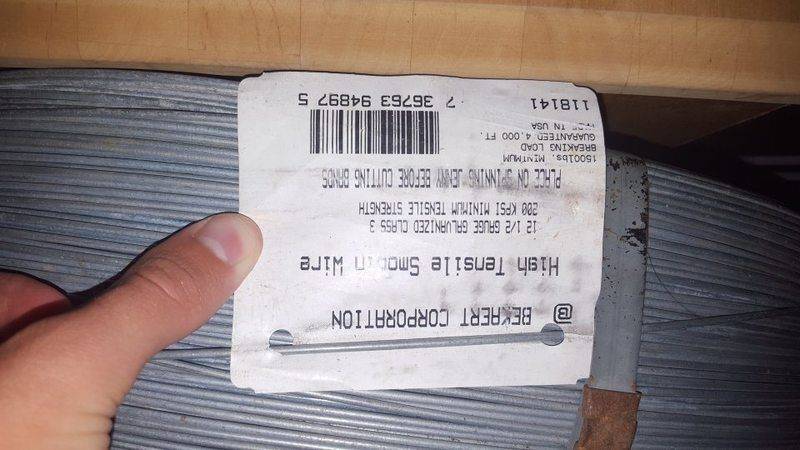 BEKAERT CORPORATION
High Tensile Smooth Wire
12 1/2 GAUGE GALVANIZED CLASS 3
200 KPSI MINIMUM TENSILE STRENGTH
PLACE ON SPINNING JENNY BEFORE CUTTING BANDS
1500lbs. MINIMUM
BREAKING LOAD
GUARANTEED 4,000 FT.
MADE IN USA
118141
7 36763 94897 5